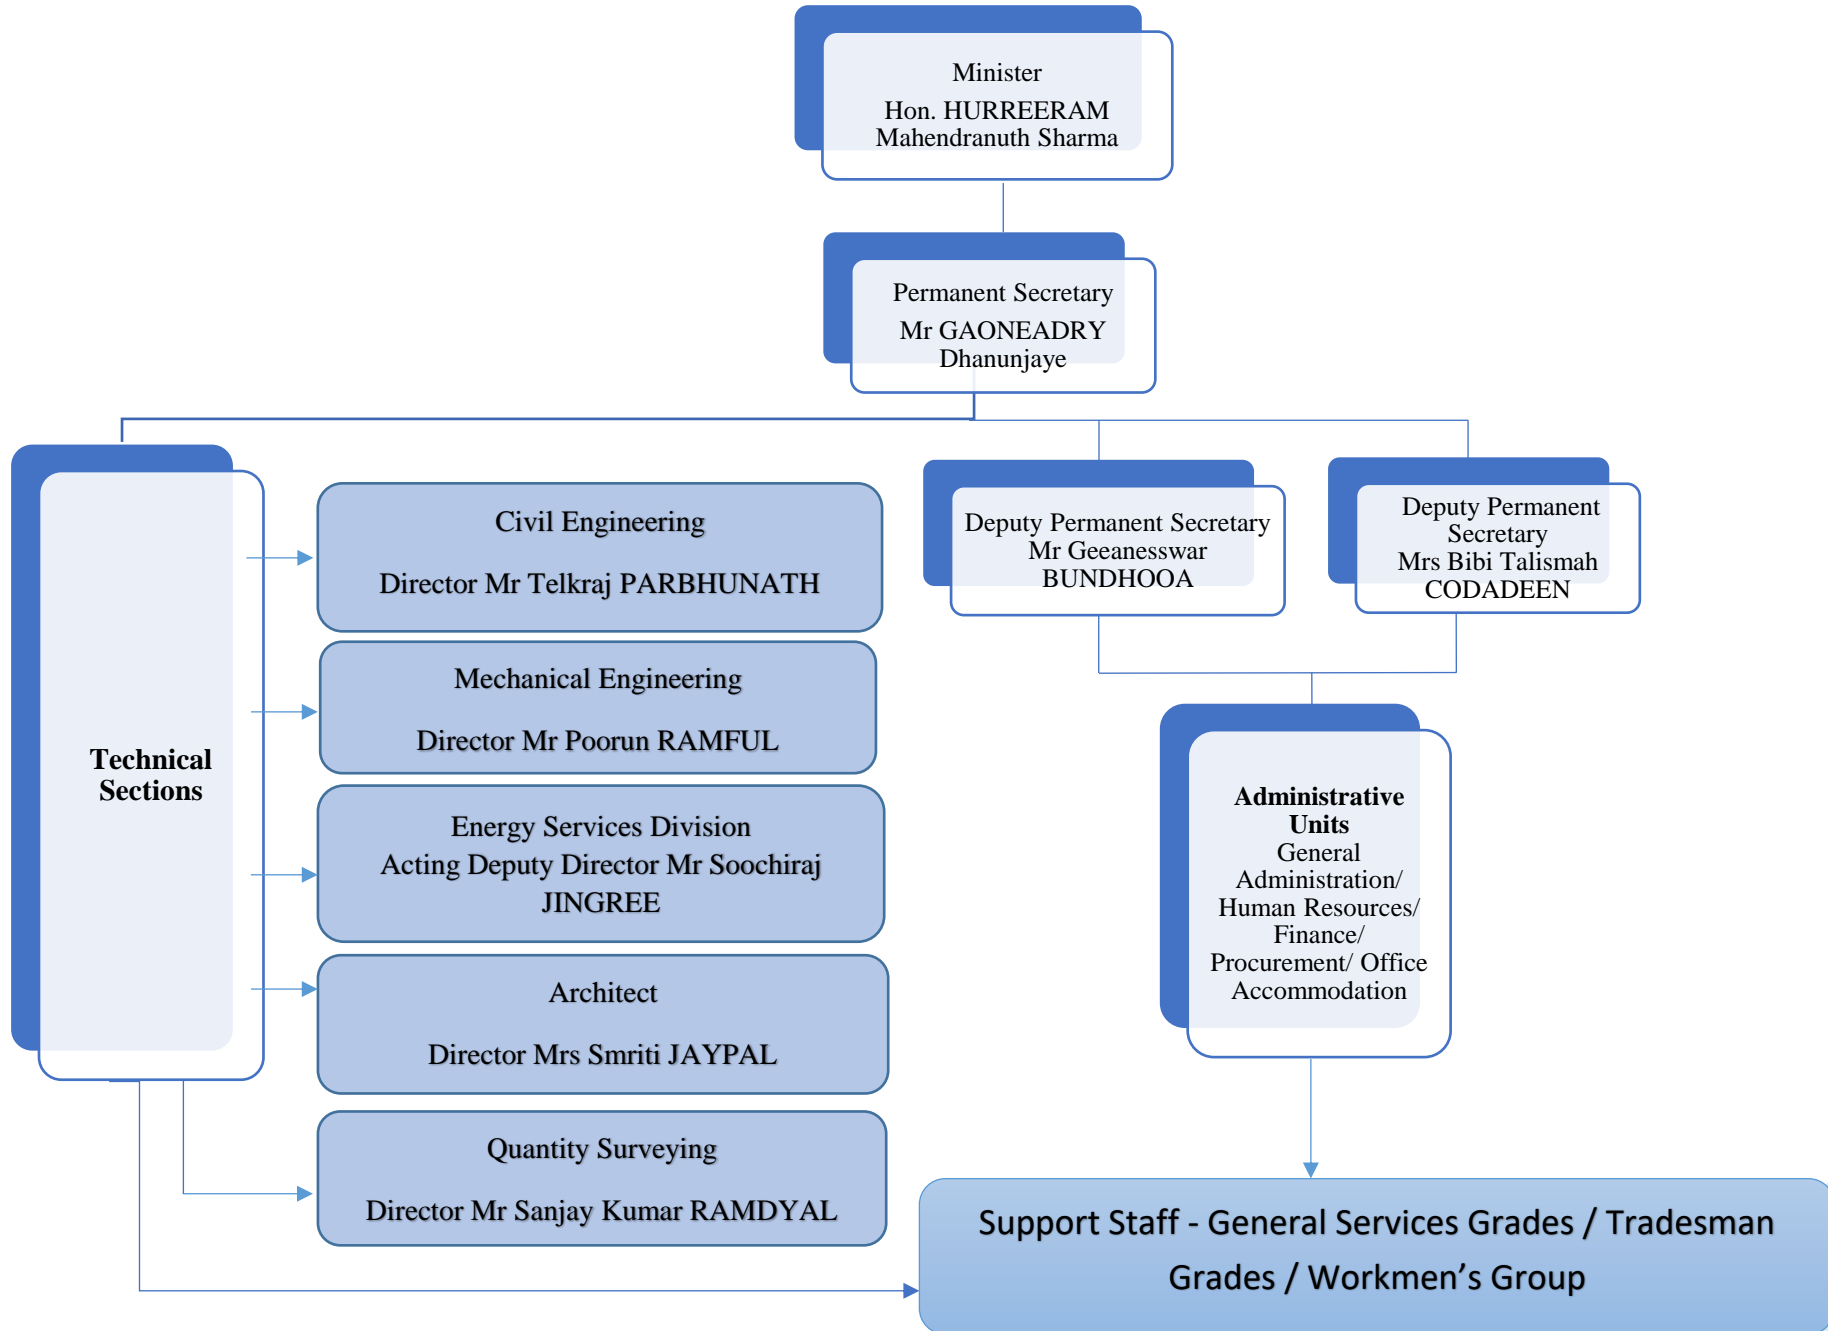 Minister
Hon. HURREERAM
Mahendranuth Sharma
Permanent Secretary
Mr GAONEADRY
Dhanunjaye
Technical
Sections
Civil Engineering
Director Mr Telkraj PARBHUNATH
Mechanical Engineering
Director Mr Poorun RAMFUL
Energy Services Division
Acting Deputy Director Mr Soochiraj
JINGREE
Architect
Director Mrs Smriti JAYPAL
Quantity Surveying
Director Mr Sanjay Kumar RAMDYAL
Deputy Permanent Secretary
Mr Geeanesswar
BUNDHOOA
Deputy Permanent
Secretary
Mrs Bibi Talismah
CODADEEN
Administrative
Units
General
Administration/
Human Resources/
Finance/
Procurement/ Office
Accommodation
Support Staff - General Services Grades / Tradesman
Grades / Workmen’s Group